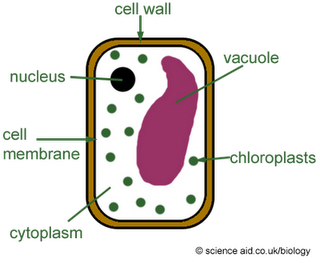 cell wall
vacuole
nucleus
cell
membrane
chloroplasts
cytoplasm
© science aid.co.uk/biology